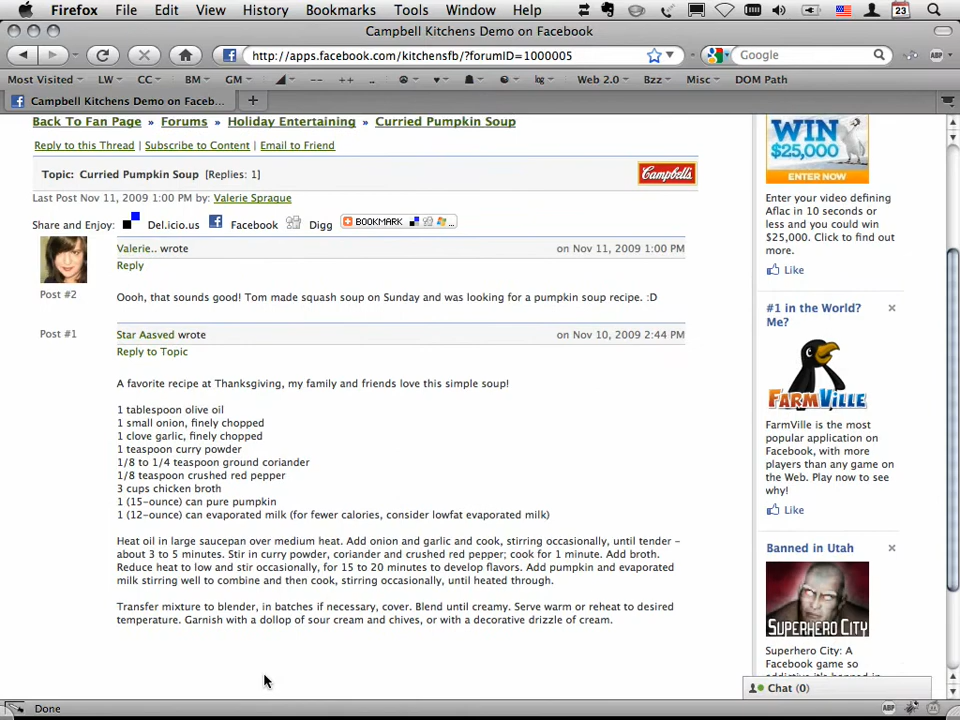 Firefox File Edit View History Bookmarks Tools Window Help 23
Campbell Kitchens Demo on Facebook
http://apps.facebook.com/kitchensfb/?forumID=1000005 Google ABP
Most Visited LW CC BM GM -- ++ .. kg Web 2.0 Bzz Misc DOM Path
Campbell Kitchens Demo on Faceb...
Back To Fan Page » Forums » Holiday Entertaining » Curried Pumpkin Soup
Reply to this Thread | Subscribe to Content | Email to Friend
Topic: Curried Pumpkin Soup [Replies: 1] Campbell's
Last Post Nov 11, 2009 1:00 PM by: Valerie Sprague
Share and Enjoy: Del.icio.us Facebook Digg BOOKMARK ...
Valerie.. wrote on Nov 11, 2009 1:00 PM
Reply
Post #2
Oooh, that sounds good! Tom made squash soup on Sunday and was looking for a pumpkin soup recipe. :D
Post #1
Star Aasved wrote on Nov 10, 2009 2:44 PM
Reply to Topic
A favorite recipe at Thanksgiving, my family and friends love this simple soup!
1 tablespoon olive oil
1 small onion, finely chopped
1 clove garlic, finely chopped
1 teaspoon curry powder
1/8 to 1/4 teaspoon ground coriander
1/8 teaspoon crushed red pepper
3 cups chicken broth
1 (15-ounce) can pure pumpkin
1 (12-ounce) can evaporated milk (for fewer calories, consider lowfat evaporated milk)
Heat oil in large saucepan over medium heat. Add onion and garlic and cook, stirring occasionally, until tender -
about 3 to 5 minutes. Stir in curry powder, coriander and crushed red pepper; cook for 1 minute. Add broth.
Reduce heat to low and stir occasionally, for 15 to 20 minutes to develop flavors. Add pumpkin and evaporated
milk stirring well to combine and then cook, stirring occasionally, until heated through.
Transfer mixture to blender, in batches if necessary, cover. Blend until creamy. Serve warm or reheat to desired
temperature. Garnish with a dollop of sour cream and chives, or with a decorative drizzle of cream.
WIN
$25,000
ENTER NOW
Enter your video defining
Aflac in 10 seconds or
less and you could win
$25,000. Click to find out
more.
Like
#1 in the World?
Me?
FARMVILLE
FarmVille is the most
popular application on
Facebook, with more
players than any game on
the Web. Play now to see
why!
Like
Banned in Utah
SUPERHERO CITY
Superhero City: A
Facebook game so
Chat (0)
Done ABP